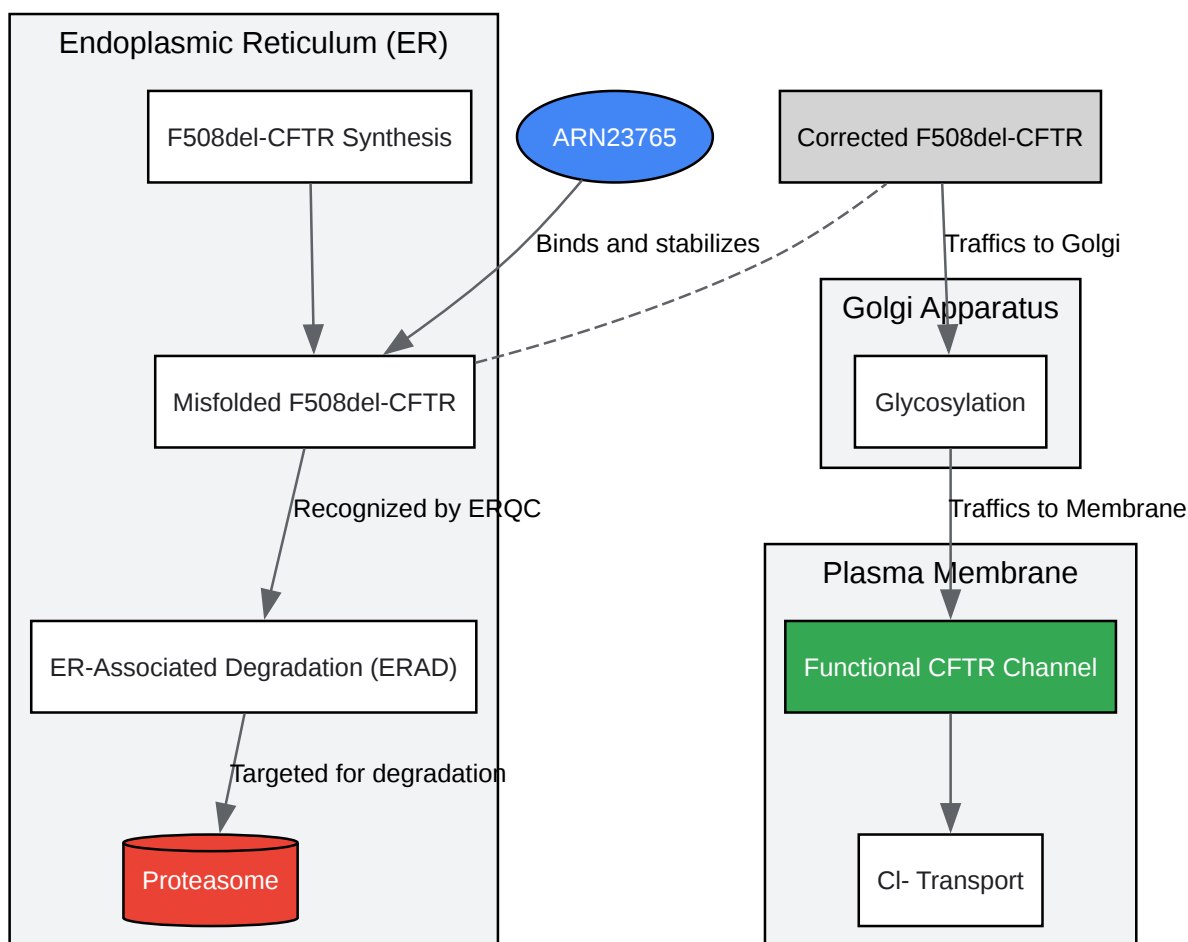 Endoplasmic Reticulum (ER)
F508del-CFTR Synthesis
ARN23765
Corrected F508del-CFTR
Binds and stabilizes
Traffics to Golgi
Golgi Apparatus
Misfolded F508del-CFTR
Glycosylation
Recognized by ERQC
Traffics to Membrane
Plasma Membrane
ER-Associated Degradation (ERAD)
Functional CFTR Channel
Targeted for degradation
Proteasome
Cl- Transport